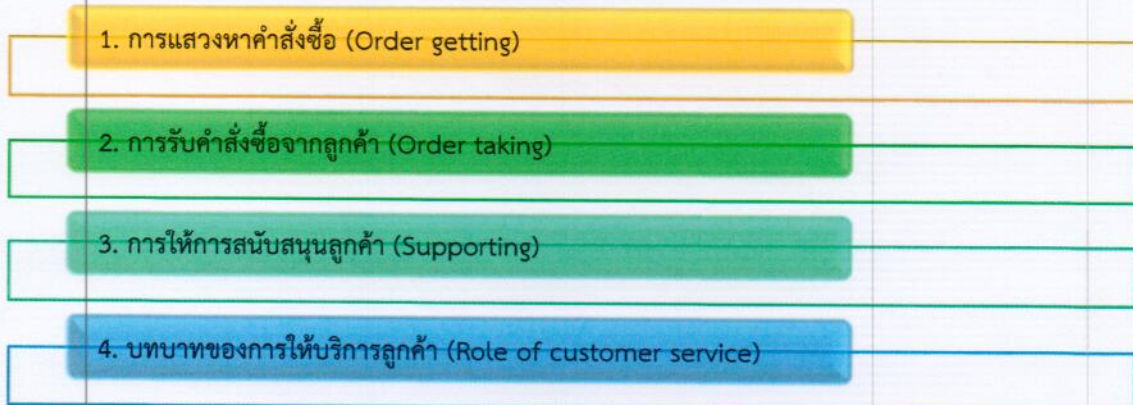 1. การแสวงหาคำสั่งซื้อ (Order getting)
2. การรับคำสั่งซื้อจากลูกค้า (Order taking)
3. การให้การสนับสนุนลูกค้า (Supporting)
4. บทบาทของการให้บริการลูกค้า (Role of customer service)